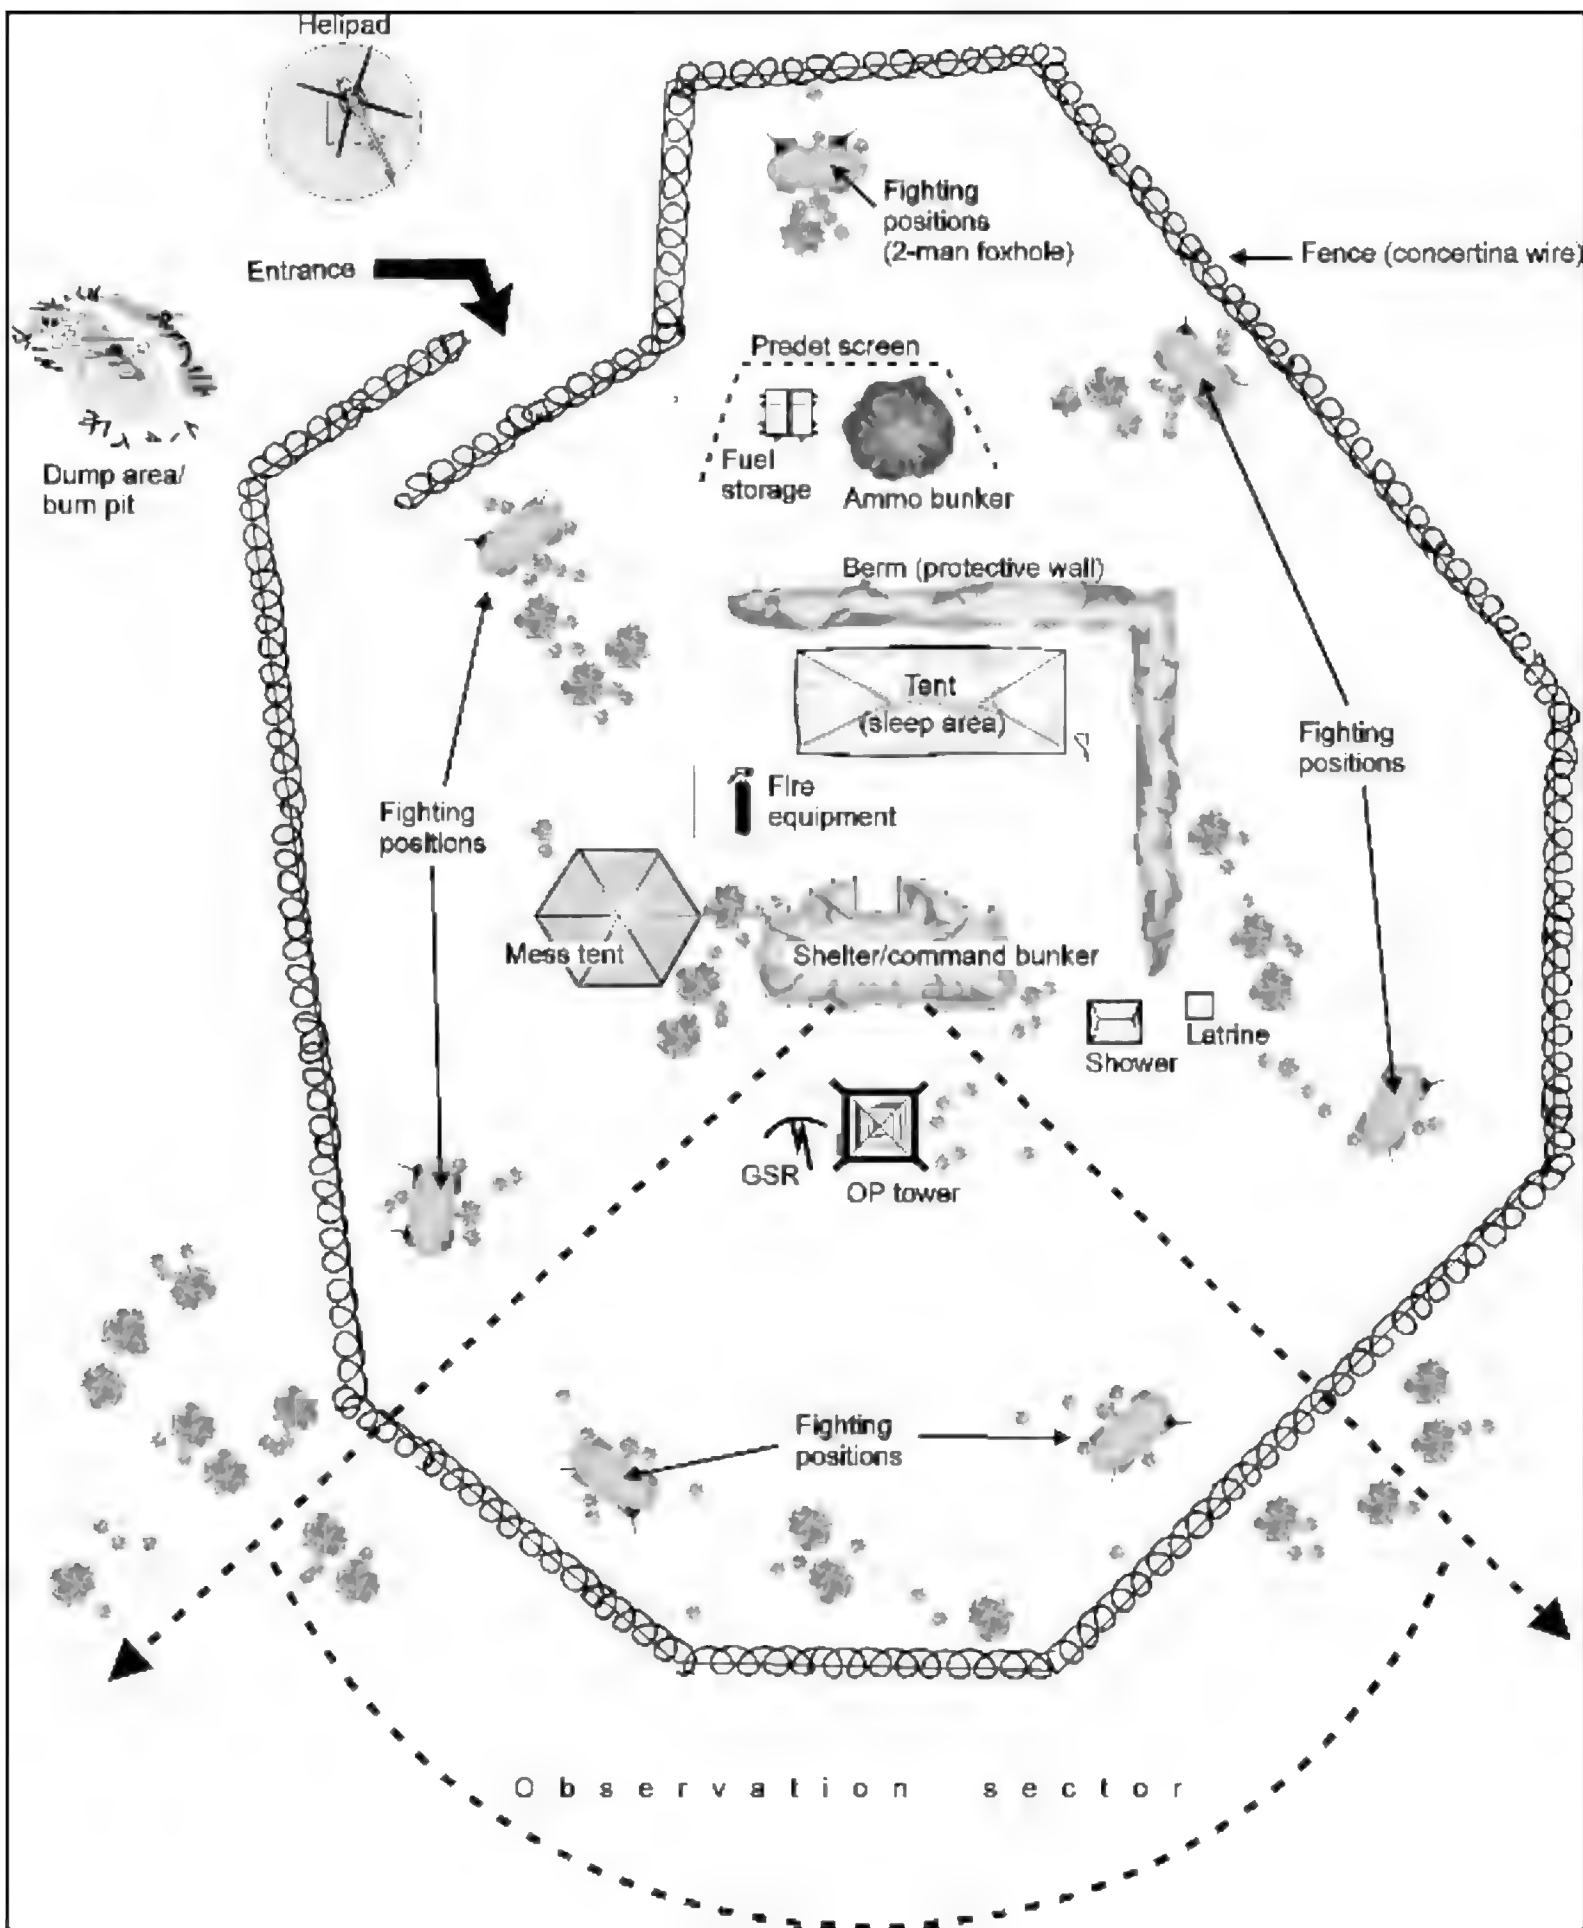 Helipad
Fighting
positions
(2-man foxhole)
Fence (concertina wire)
Entrance
Predet screen
Fuel
storage
Ammo bunker
Dump area/
burn pit
Berm (protective wall)
Tent
(sleep area)
Fighting
positions
Fire
equipment
Fighting
positions
Mess tent
Shelter/command bunker
Latrine
Shower
GSR
OP tower
Fighting
positions
Observation sector